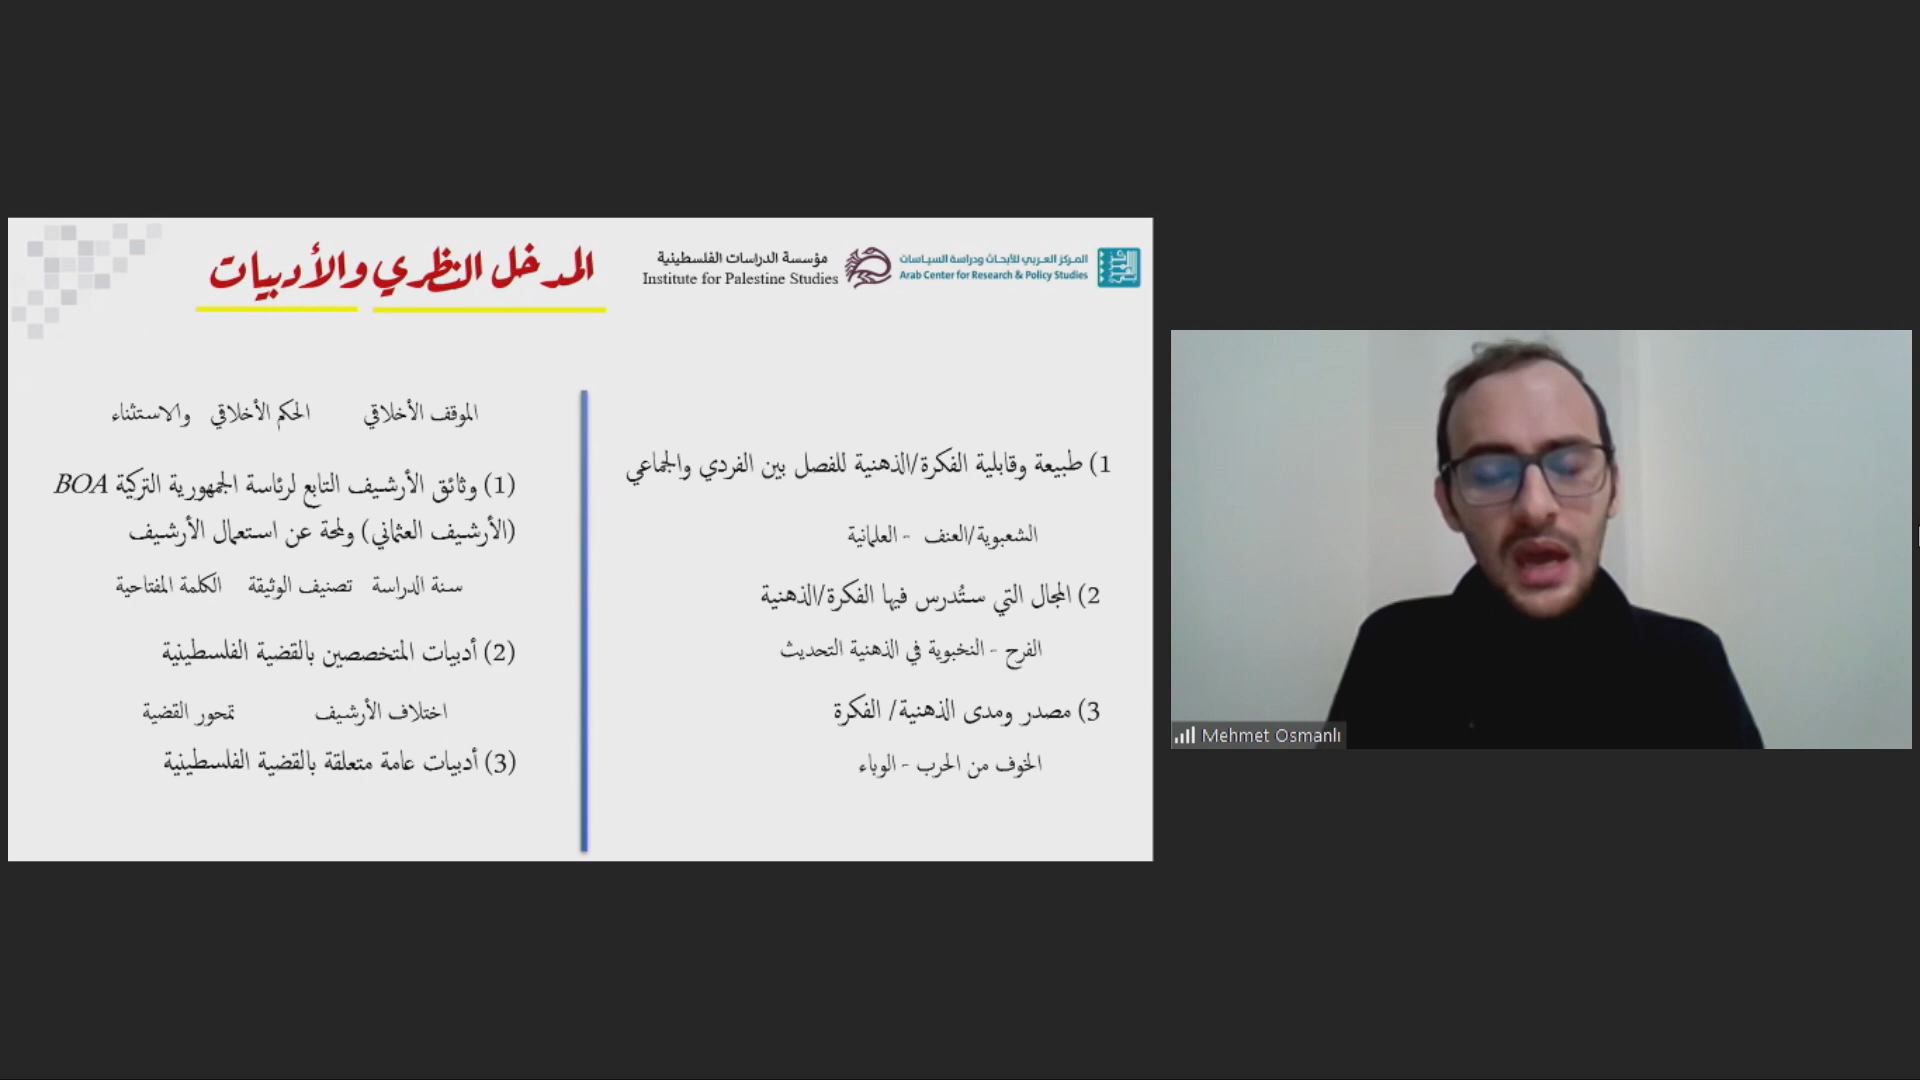 المدخل النظري والأدبيات
مؤسسة الدراسات الفلسطينية
Institute for Palestine Studies
المركز العربي للأبحاث ودراسة السياسات
Arab Center for Research & Policy Studies
1) طبيعة وقابلية الفكرة/الذهنية للفصل بين الفردي والجماعي
الشعبوية/العنف - العلمانية
2) المجال التي ستُدرس فيها الفكرة/الذهنية
الفرح - النخبوية في الذهنية التحديث
3) مصدر ومدى الذهنية/ الفكرة
الخوف من الحرب - الوباء
الموقف الأخلاقي الحكم الأخلاقي والاستثناء
(1) وثائق الأرشيف التابع لرئاسة الجمهورية التركية BOA
(الأرشيف العثماني) ولمحة عن استعمال الأرشيف
سنة الدراسة تصنيف الوثيقة الكلمة المفتاحية
(2) أدبيات المتخصصين بالقضية الفلسطينية
اختلاف الأرشيف تمحور القضية
(3) أدبيات عامة متعلقة بالقضية الفلسطينية
Mehmet Osmanlı